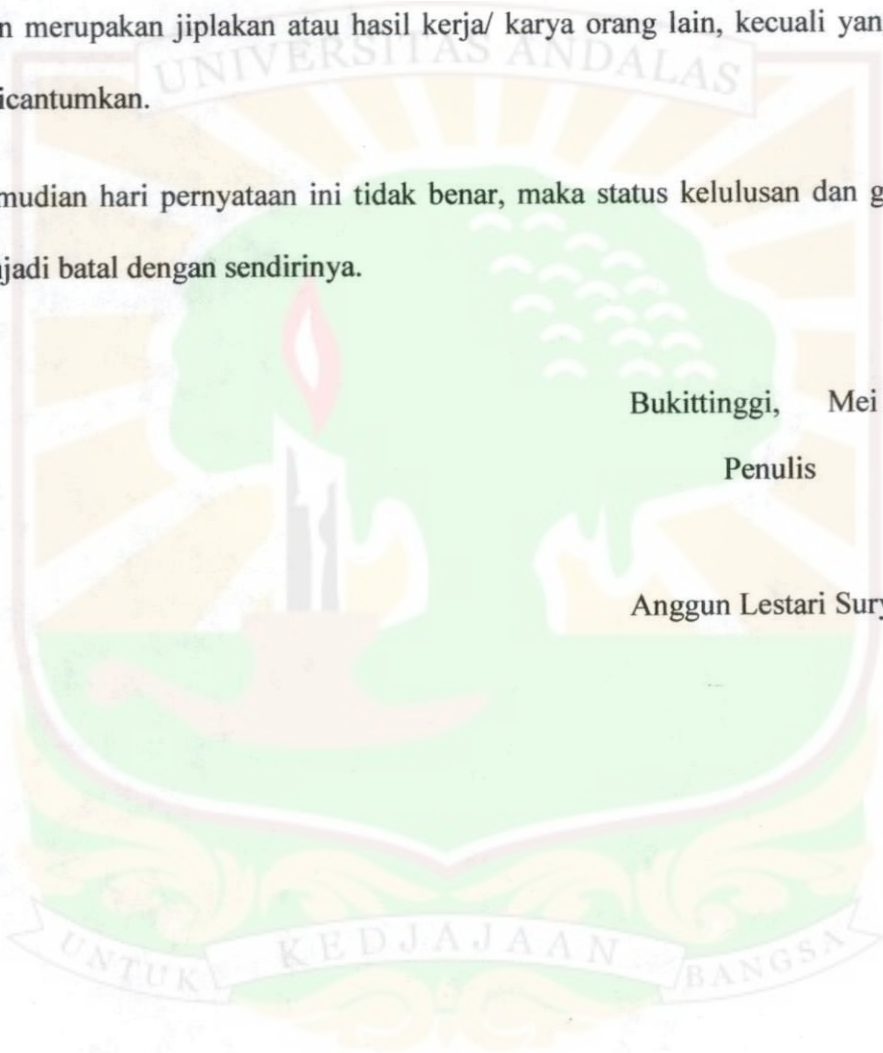 n merupakan jiplakan atau hasil kerja/ karya orang lain, kecuali yan
UNIVERSITAS ANDALAS
icantumkan.
mudian hari pernyataan ini tidak benar, maka status kelulusan dan g
jadi batal dengan sendirinya.
Bukittinggi, Mei
Penulis
Anggun Lestari Sury
UNTUK KEDJAJAAN BANGSA